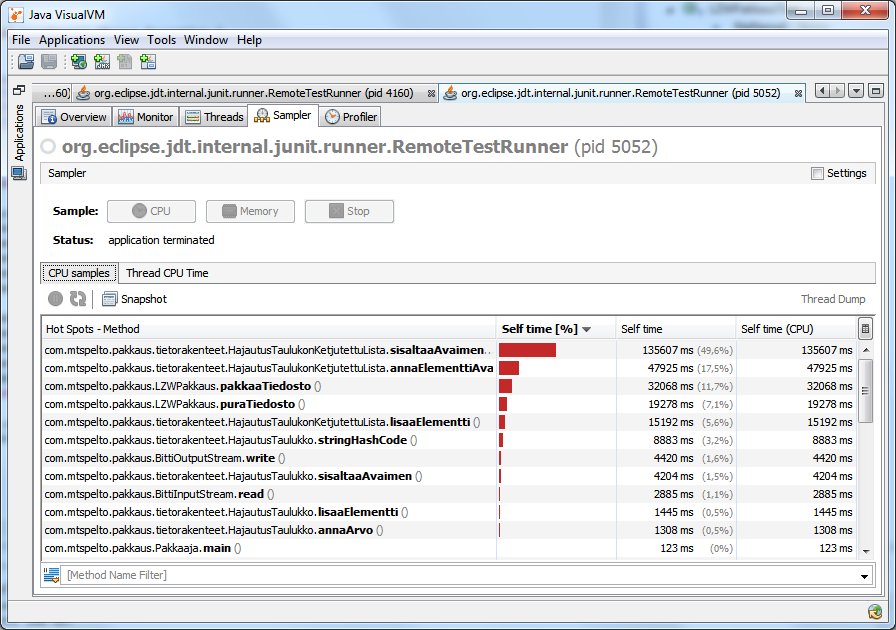 Java VisualVM
File Applications View Tools Window Help
...60) org.eclipse.jdt.internal.junit.runner.RemoteTestRunner (pid 4160) org.eclipse.jdt.internal.junit.runner.RemoteTestRunner (pid 5052)
Applications
Overview Monitor Threads Sampler Profiler
org.eclipse.jdt.internal.junit.runner.RemoteTestRunner (pid 5052)
Sampler Settings
Sample: CPU Memory Stop
Status: application terminated
CPU samples Thread CPU Time
Snapshot Thread Dump
Hot Spots - Method Self time [%] Self time Self time (CPU)
com.mtspelto.pakkaus.tietorakenteet.HajautusTaulukonKetjutettuLista.sisaltaaAvaimen... 135607 ms (49,6%) 135607 ms
com.mtspelto.pakkaus.tietorakenteet.HajautusTaulukonKetjutettuLista.annaElementtiAva 47925 ms (17,5%) 47925 ms
com.mtspelto.pakkaus.LZWPakkaus.pakkaaTiedosto () 32068 ms (11,7%) 32068 ms
com.mtspelto.pakkaus.LZWPakkaus.puraTiedosto () 19278 ms (7,1%) 19278 ms
com.mtspelto.pakkaus.tietorakenteet.HajautusTaulukonKetjutettuLista.lisaaElementti () 15192 ms (5,6%) 15192 ms
com.mtspelto.pakkaus.tietorakenteet.HajautusTaulukko.stringHashCode () 8883 ms (3,2%) 8883 ms
com.mtspelto.pakkaus.BittiOutputStream.write () 4420 ms (1,6%) 4420 ms
com.mtspelto.pakkaus.tietorakenteet.HajautusTaulukko.sisaltaaAvaimen () 4204 ms (1,5%) 4204 ms
com.mtspelto.pakkaus.BittiInputStream.read () 2885 ms (1,1%) 2885 ms
com.mtspelto.pakkaus.tietorakenteet.HajautusTaulukko.lisaaElementti () 1445 ms (0,5%) 1445 ms
com.mtspelto.pakkaus.tietorakenteet.HajautusTaulukko.annaArvo () 1308 ms (0,5%) 1308 ms
com.mtspelto.pakkaus.Pakkaaja.main () 123 ms (0%) 123 ms
[Method Name Filter]